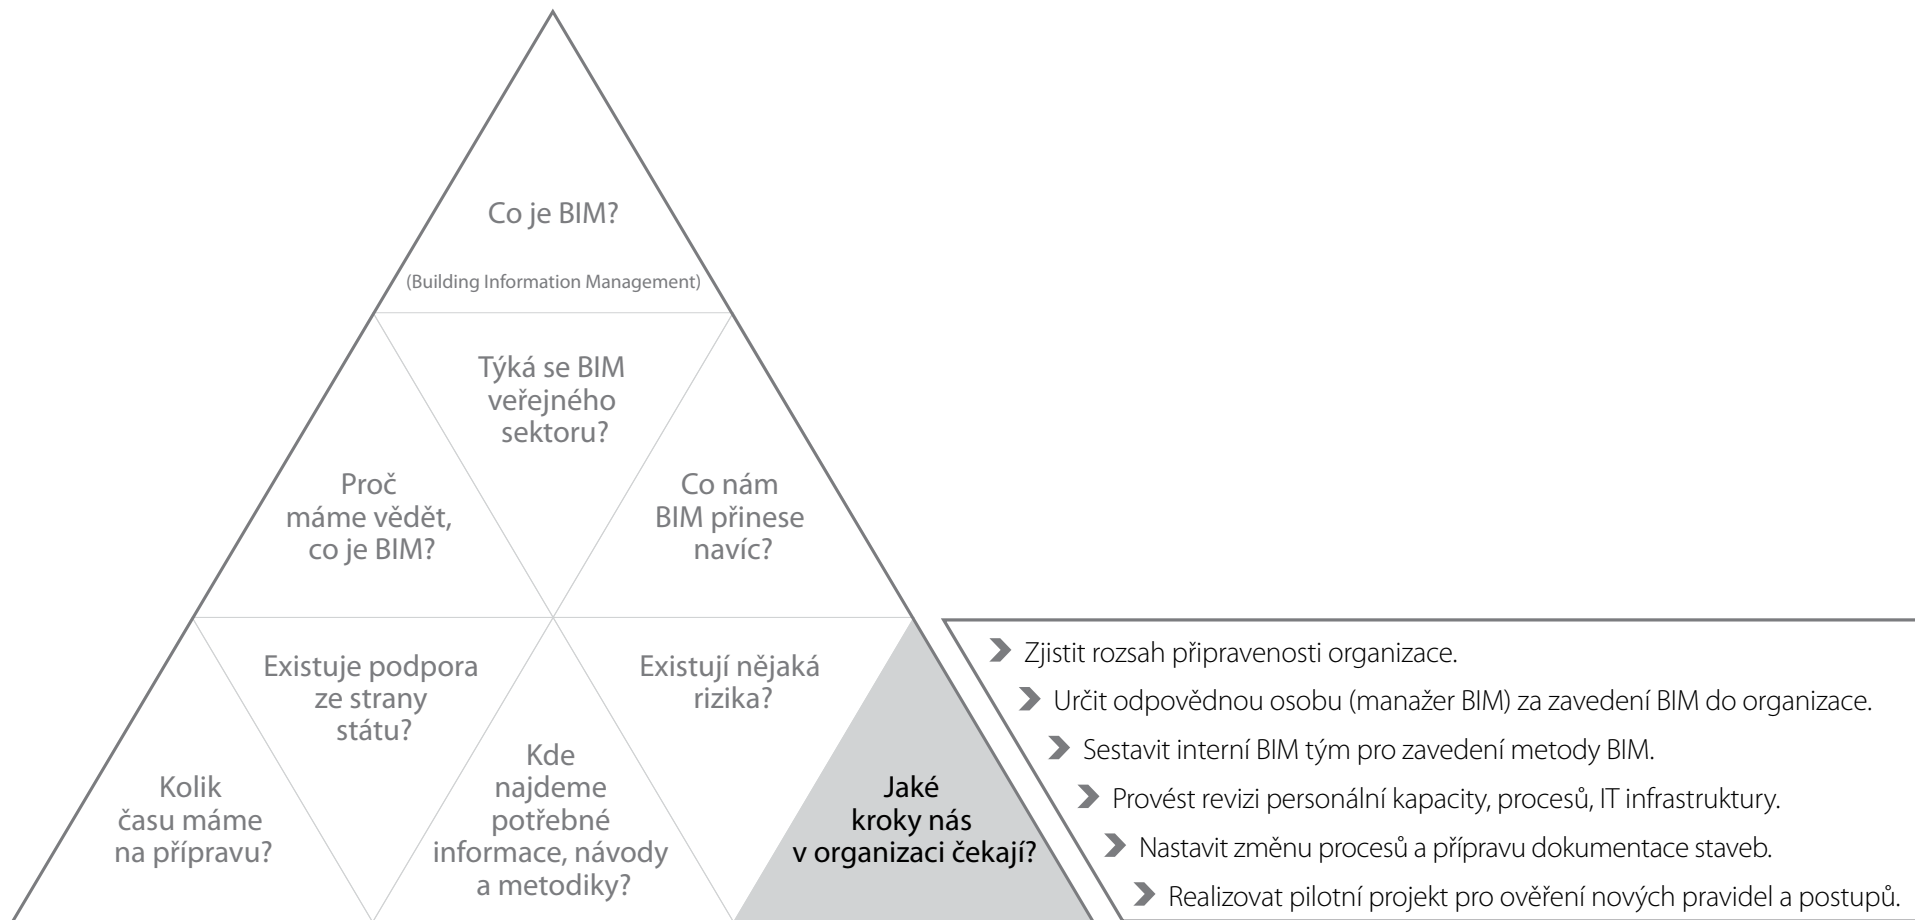 Co je BIM?
(Building Information Management)
Týká se BIM
veřejného
sektoru?
Proč
máme vědět,
co je BIM?
Co nám
BIM přinese
navíc?
Existuje podpora
ze strany
státu?
Existují nějaká
rizika?
Kolik
času máme
na přípravu?
Kde
najdeme
potřebné
informace, návody
a metodiky?
Jaké
kroky nás
v organizaci čekají?
Zjistit rozsah připravenosti organizace.
Určit odpovědnou osobu (manažer BIM) za zavedení BIM do organizace.
Sestavit interní BIM tým pro zavedení metody BIM.
Provést revizi personální kapacity, procesů, IT infrastruktury.
Nastavit změnu procesů a přípravu dokumentace staveb.
Realizovat pilotní projekt pro ověření nových pravidel a postupů.